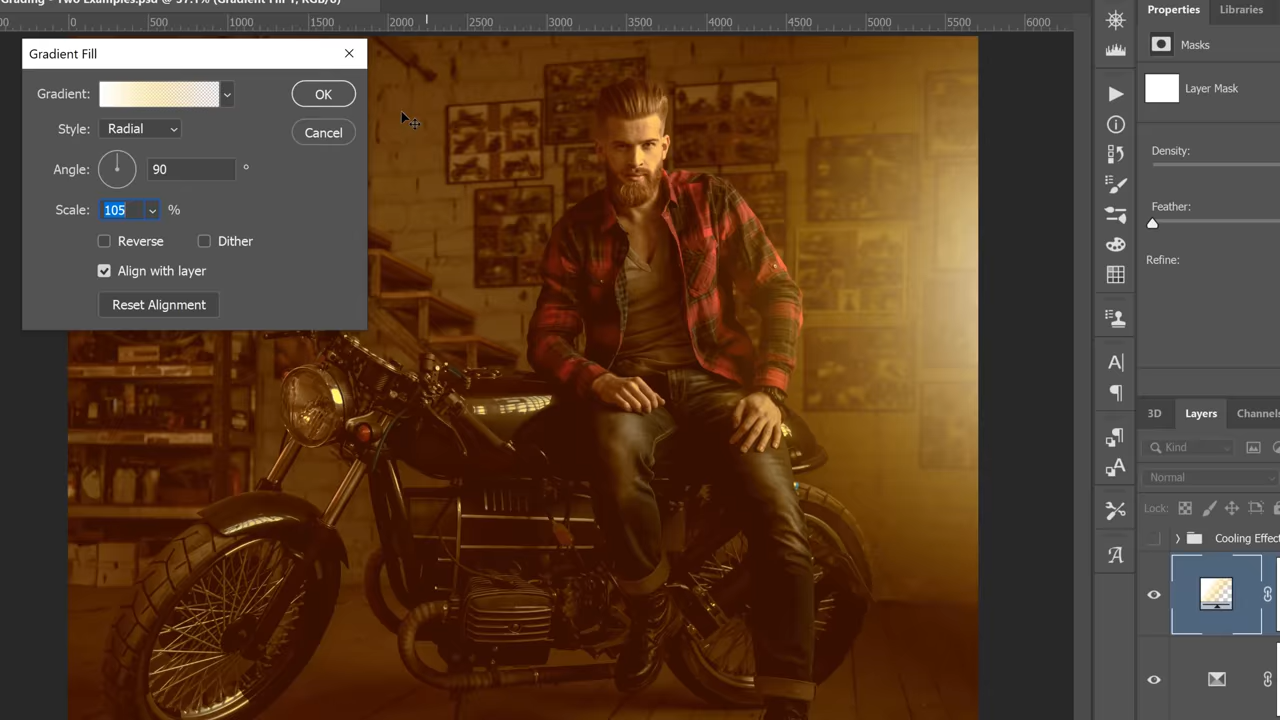 Grading - Two Examples.psd @ 37.1% (Gradient Fill 1, RGB/8)
0 500 1000 1500 2000 2500 3000 3500 4000 4500 5000 5500 6000
Properties Libraries
Gradient Fill
Masks
Gradient:
OK
Layer Mask
Style: Radial
Cancel
Density:
Angle: 90 °
Scale: 105 %
Feather:
Reverse Dither
Refine:
Align with layer
Reset Alignment
3D Layers Channels
Kind
Normal
Lock:
Cooling Effect